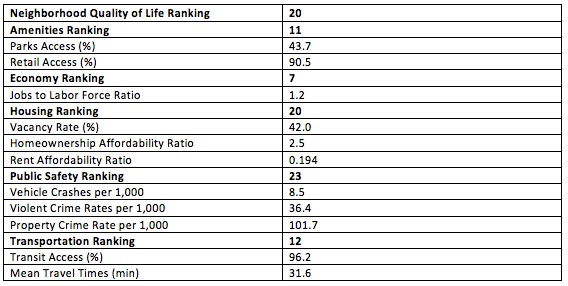 Neighborhood Quality of Life Ranking 20
Amenities Ranking 11
Parks Access (%) 43.7
Retail Access (%) 90.5
Economy Ranking 7
Jobs to Labor Force Ratio 1.2
Housing Ranking 20
Vacancy Rate (%) 42.0
Homeownership Affordability Ratio 2.5
Rent Affordability Ratio 0.194
Public Safety Ranking 23
Vehicle Crashes per 1,000 8.5
Violent Crime Rates per 1,000 36.4
Property Crime Rate per 1,000 101.7
Transportation Ranking 12
Transit Access (%) 96.2
Mean Travel Times (min) 31.6